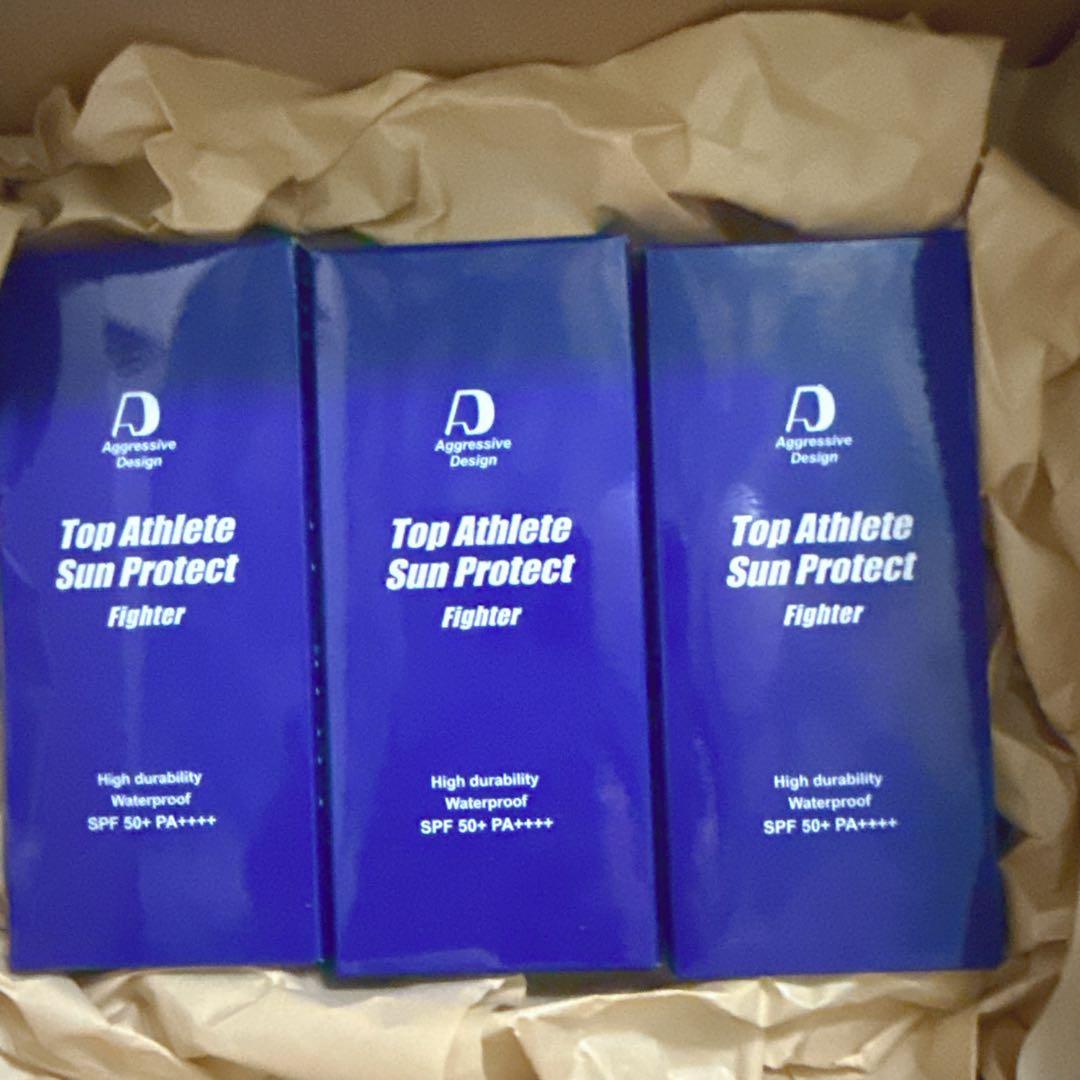 Aggressive
Design
Top Athlete
Sun Protect
Fighter
High durability
Waterproof
SPF 50+ PA++++
Aggressive
Design
Top Athlete
Sun Protect
Fighter
High durability
Waterproof
SPF 50+ PA++++
Aggressive
Design
Top Athlete
Sun Protect
Fighter
High durability
Waterproof
SPF 50+ PA++++